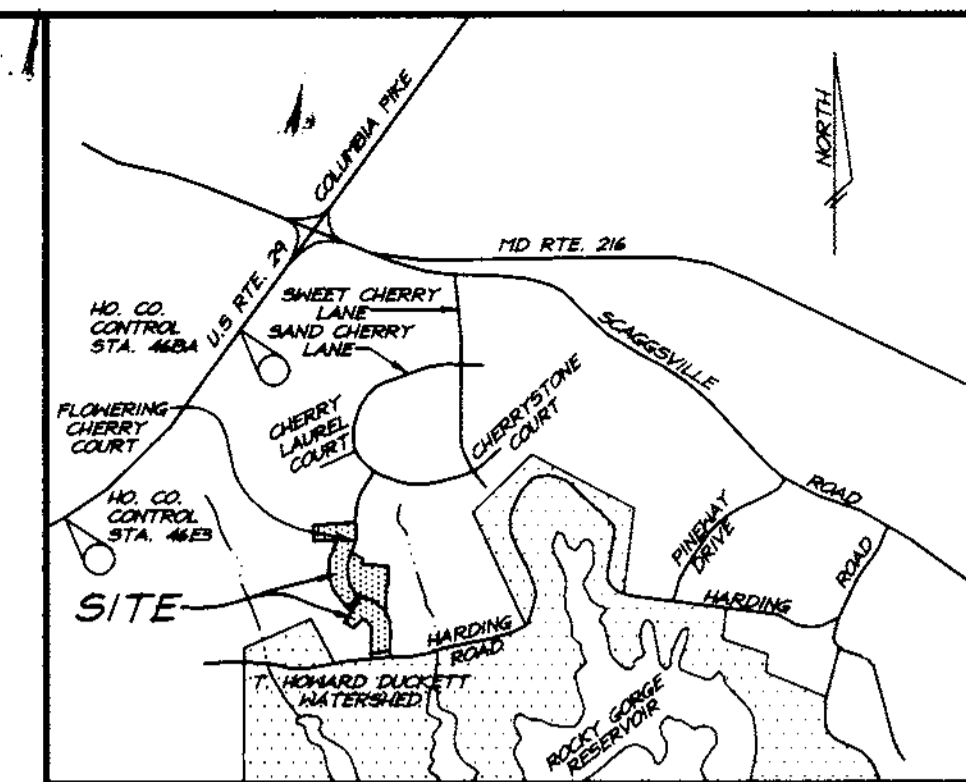 COLUMBIA PIKE
NORTH
MD RTE. 216
U.S RTE. 29
SWEET CHERRY
LANE
SAND CHERRY
LANE
HO. CO.
CONTROL
STA. 46BA
SCAGGSVILLE
ROAD
FLOWERING
CHERRY
COURT
CHERRY
LAUREL
COURT
CHERRYSTONE
COURT
HO. CO.
CONTROL
STA. 46E3
PINEWAY
DRIVE
ROAD
HARDING
SITE
HARDING
ROAD
T. HOWARD DUCKETT
WATERSHED
ROCKY GORGE
RESERVOIR